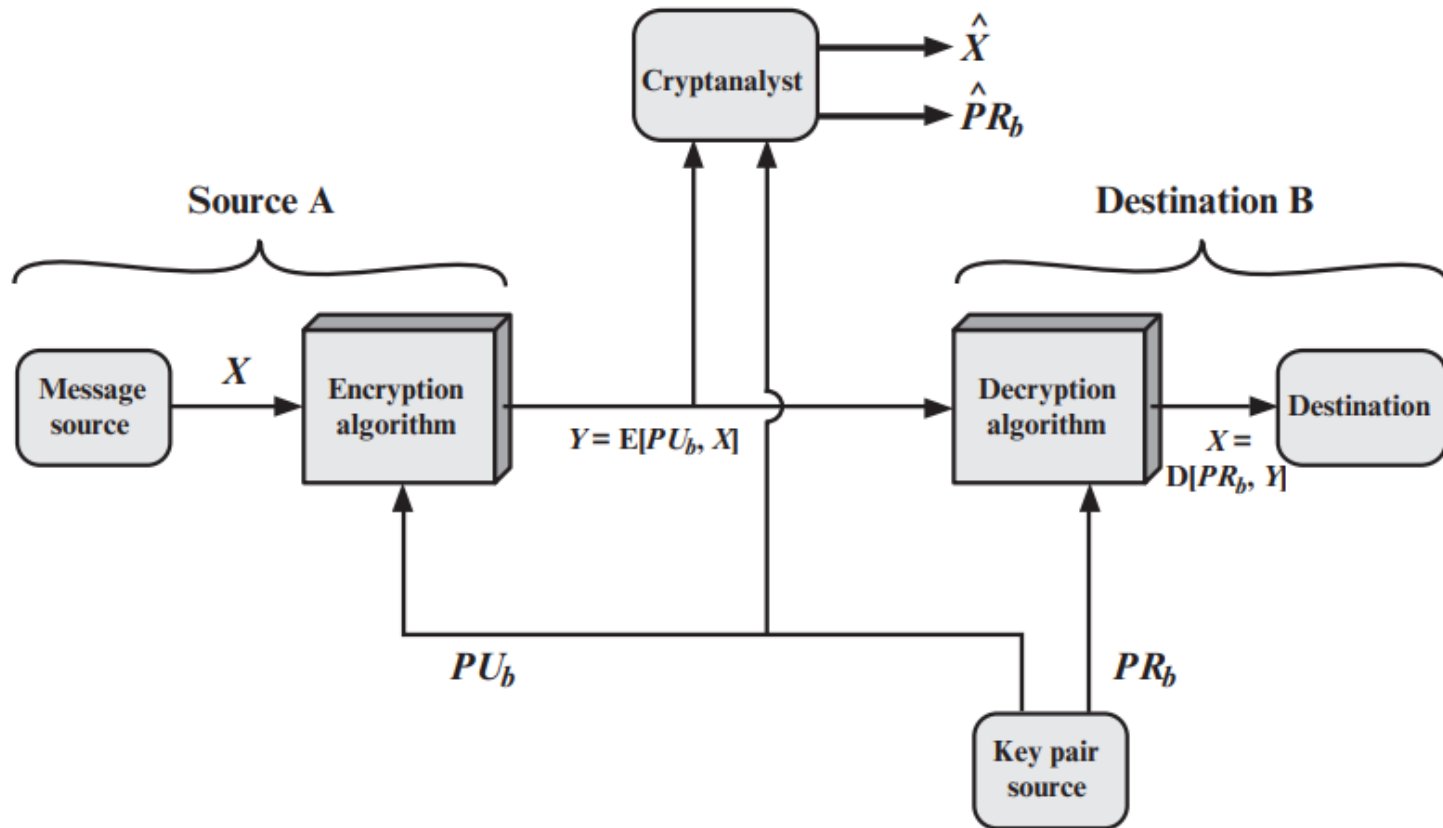 X̂
Cryptanalyst
P̂R_b
Source A
Destination B
Message
source
X
Encryption
algorithm
Y = E[PU_b, X]
Decryption
algorithm
X =
D[PR_b, Y]
Destination
PU_b
PR_b
Key pair
source